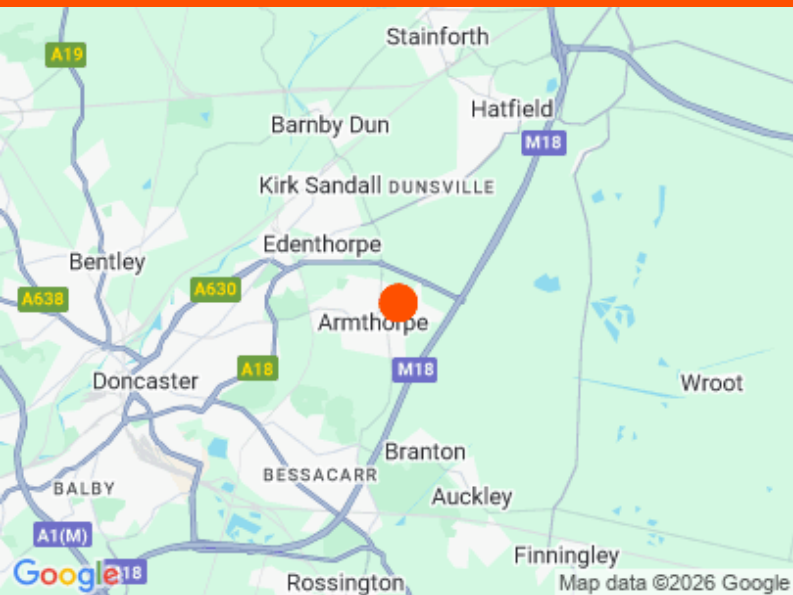 Stainforth
A19
Hatfield
Barnby Dun
M18
Kirk Sandall DUNSVILLE
Edenthorpe
Bentley
A630
A638
Armthorpe
A18
M18
Doncaster
Wroot
Branton
BESSACARR
BALBY
Auckley
A1(M)
Finningley
Google
18
Rossington
Map data ©2026 Google